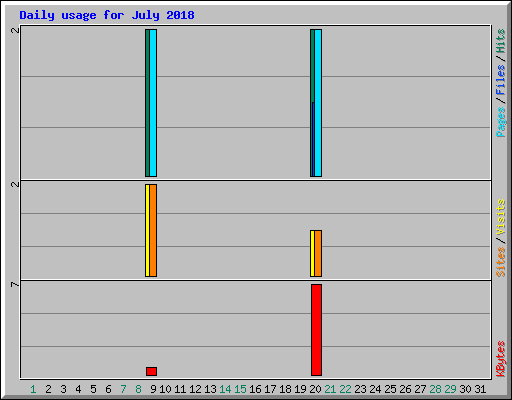 Daily usage for July 2018
2
2
7
Pages / Files / Hits
Sites / Visits
KBytes
1 2 3 4 5 6 7 8 9 10 11 12 13 14 15 16 17 18 19 20 21 22 23 24 25 26 27 28 29 30 31